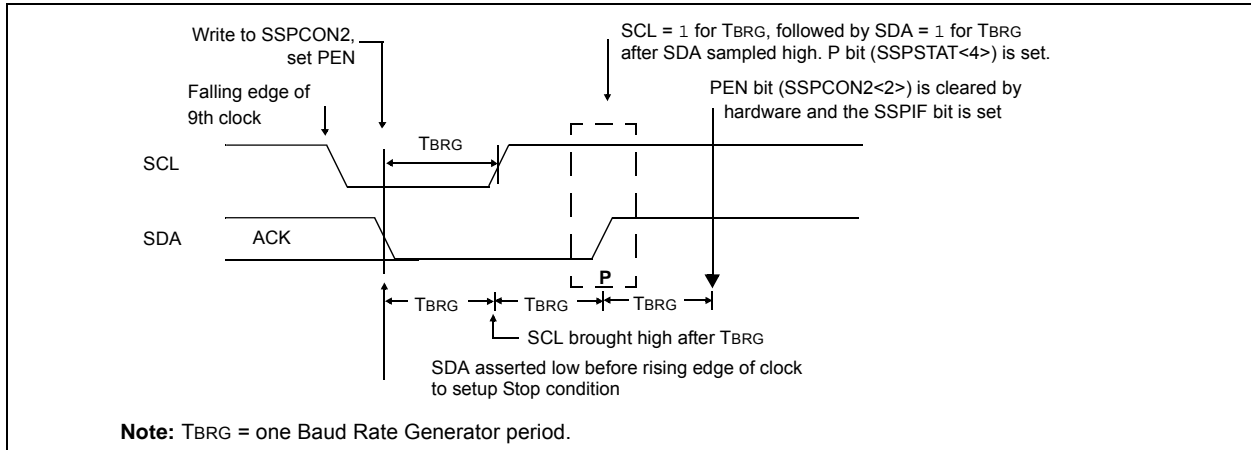 Write to SSPCON2,
set PEN
SCL = 1 for TBRG, followed by SDA = 1 for TBRG
after SDA sampled high. P bit (SSPSTAT<4>) is set.
Falling edge of
9th clock
PEN bit (SSPCON2<2>) is cleared by
hardware and the SSPIF bit is set
TBRG
SCL
SDA
ACK
P
TBRG
TBRG
TBRG
SCL brought high after TBRG
SDA asserted low before rising edge of clock
to setup Stop condition
Note: TBRG = one Baud Rate Generator period.